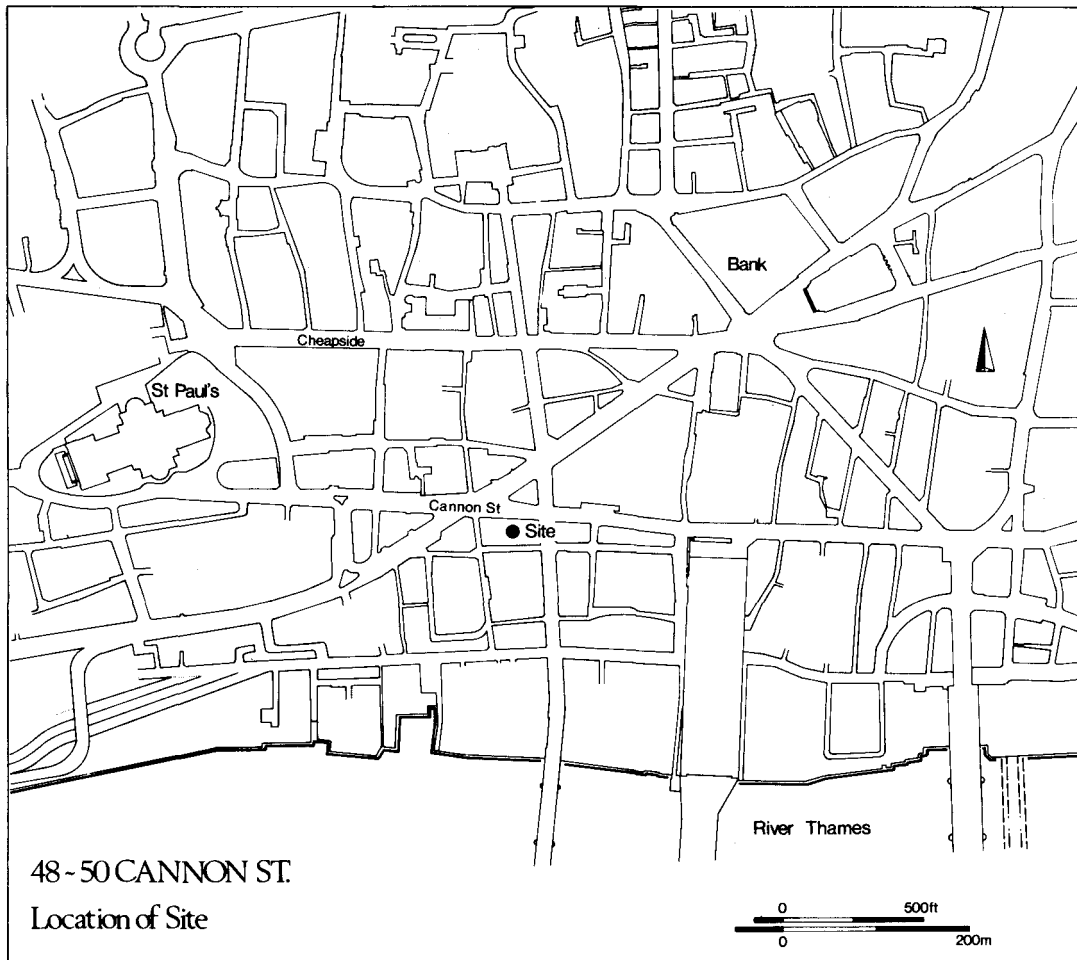 Bank
Cheapside
St Paul's
Cannon St
Site
River Thames
48-50 CANNON ST.
Location of Site
0 500ft
0 200m